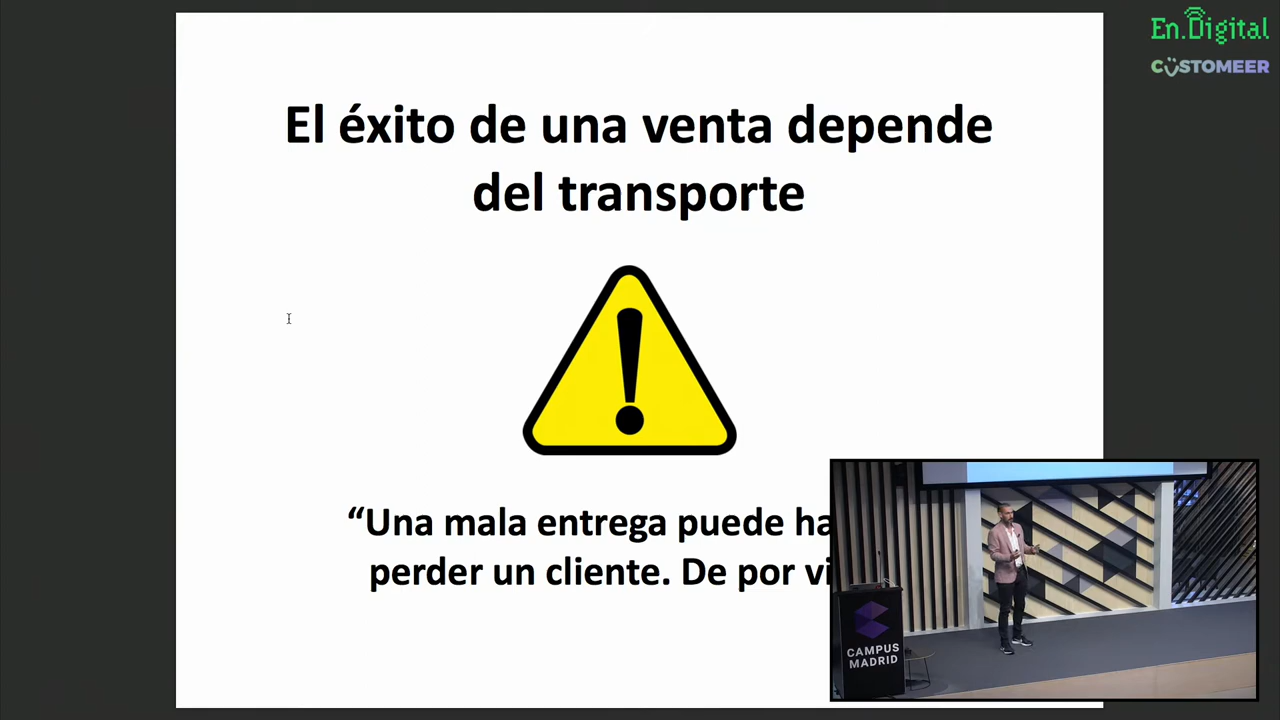 En.Digital
CUSTOMEER
El éxito de una venta depende
del transporte
“Una mala entrega puede ha
perder un cliente. De por vi
CAMPUS
MADRID